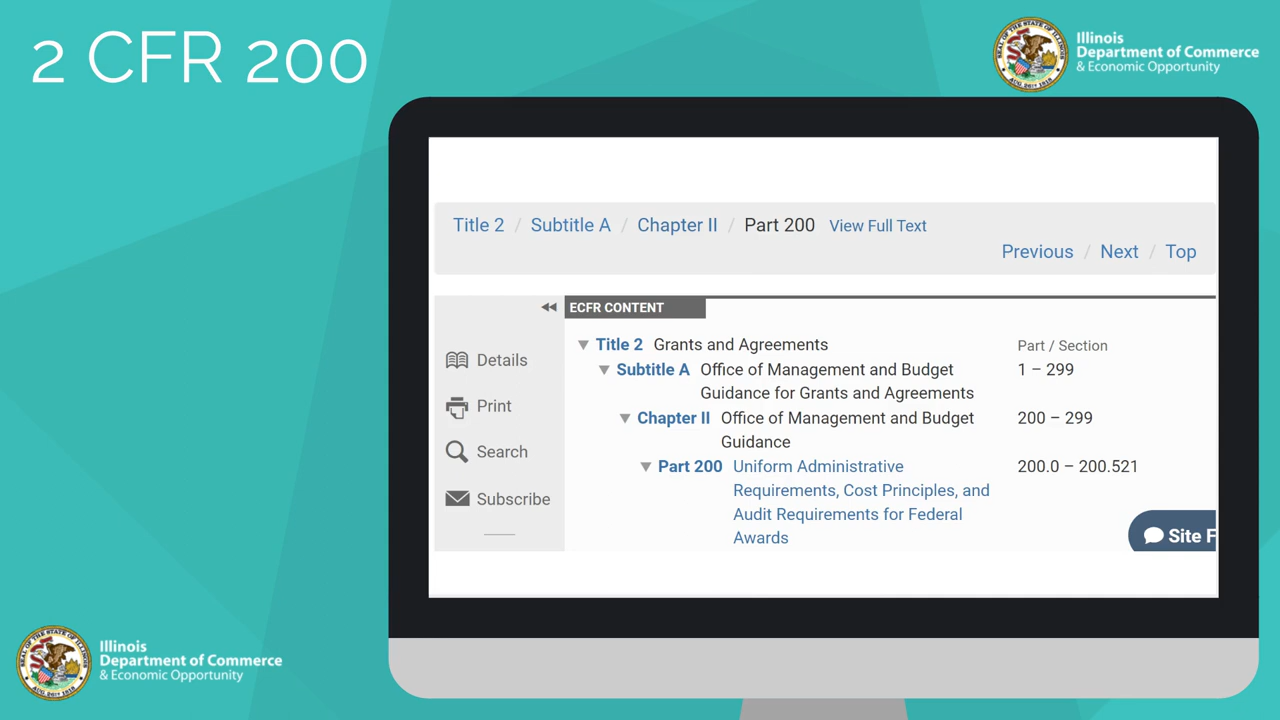 2 CFR 200
Illinois
Department of Commerce
& Economic Opportunity
Title 2 / Subtitle A / Chapter II / Part 200 View Full Text
Previous / Next / Top
ECFR CONTENT
Details
Print
Search
Subscribe
Title 2 Grants and Agreements Part / Section
Subtitle A Office of Management and Budget 1 – 299
Guidance for Grants and Agreements
Chapter II Office of Management and Budget 200 – 299
Guidance
Part 200 Uniform Administrative 200.0 – 200.521
Requirements, Cost Principles, and
Audit Requirements for Federal
Awards
Site F
Illinois
Department of Commerce
& Economic Opportunity